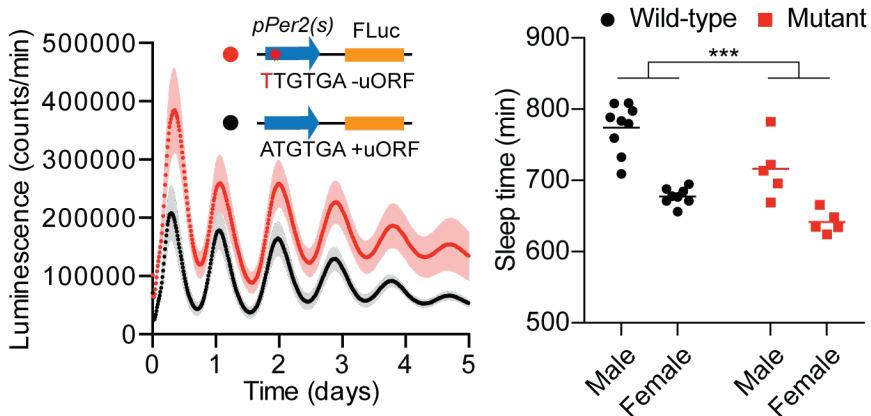 pPer2(s) FLuc
TTGTGA -uORF
ATGTGA +uORF
Luminescence (counts/min)
500000
400000
300000
200000
100000
0
0 1 2 3 4 5
Time (days)
Wild-type Mutant
***
Sleep time (min)
900
800
700
600
500
Male
Female
Male
Female